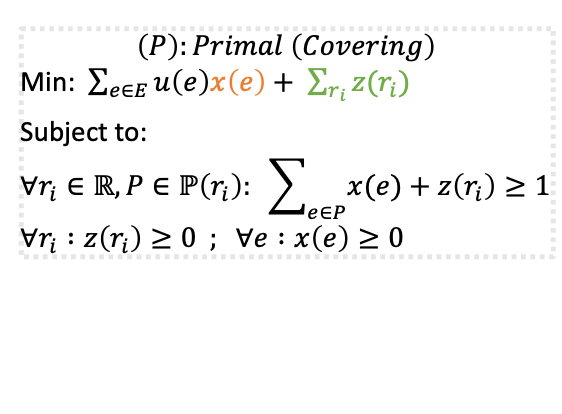 (P): Primal (Covering)
Min: ∑_{e∈E} u(e)x(e) + ∑_{r_i} z(r_i)
Subject to:
∀r_i ∈ ℝ, P ∈ ℙ(r_i): ∑_{e∈P} x(e) + z(r_i) ≥ 1
∀r_i : z(r_i) ≥ 0 ; ∀e : x(e) ≥ 0